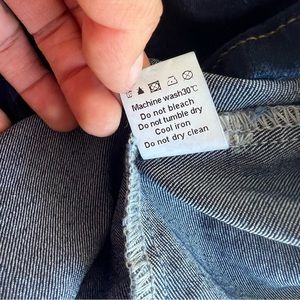 Machine wash30℃
Do not bleach
Do not tumble dry
Cool iron
Do not dry clean